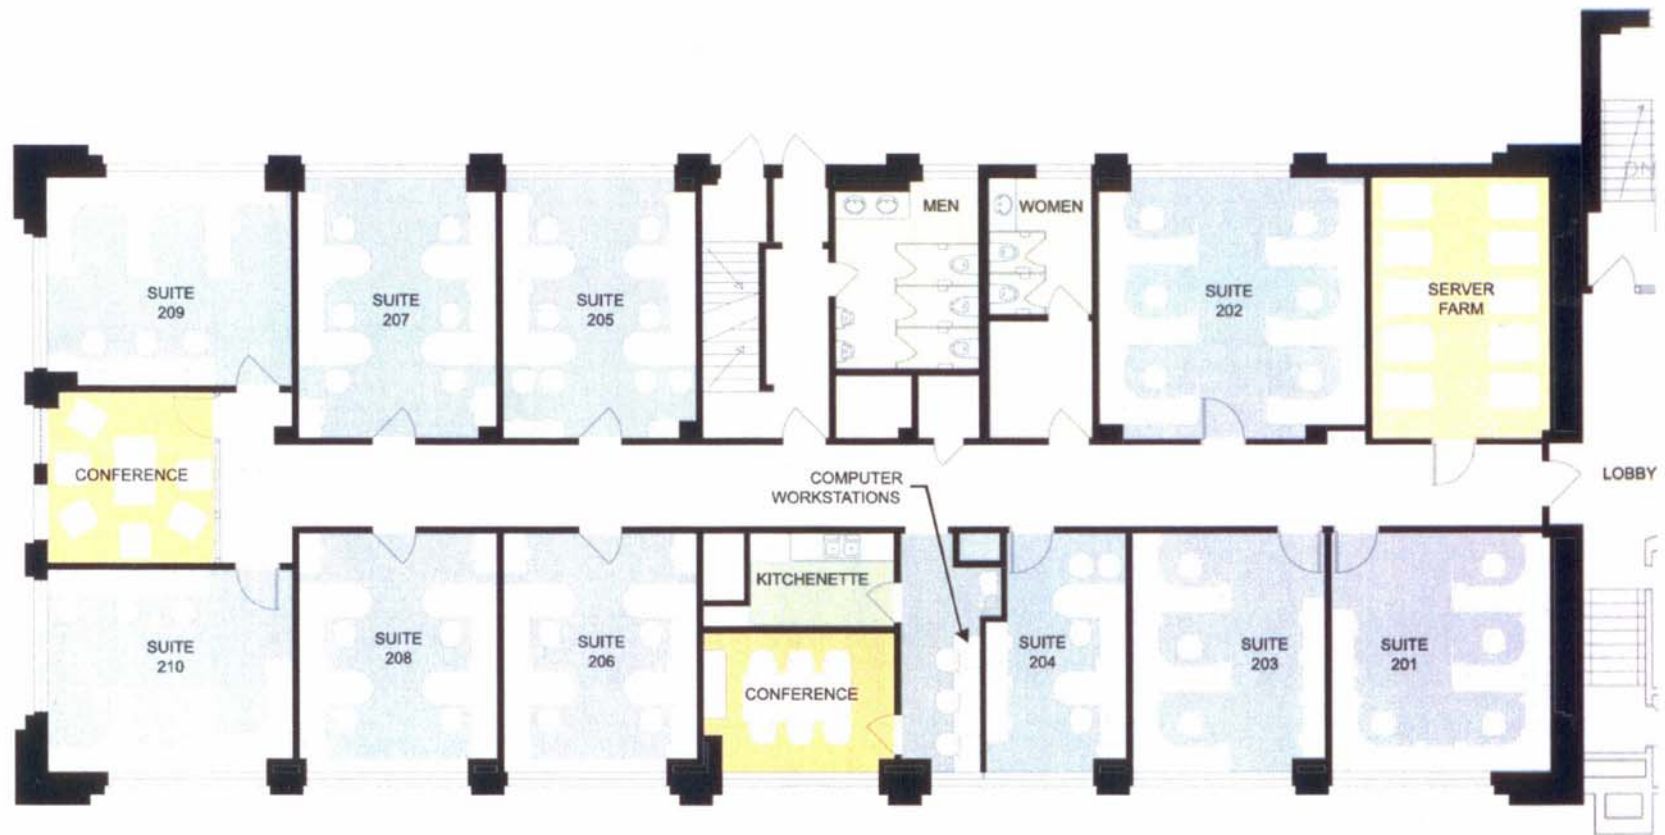 DN
MEN
WOMEN
SUITE
209
SUITE
207
SUITE
205
SUITE
202
SERVER
FARM
CONFERENCE
COMPUTER
WORKSTATIONS
LOBBY
KITCHENETTE
SUITE
210
SUITE
208
SUITE
206
CONFERENCE
SUITE
204
SUITE
203
SUITE
201